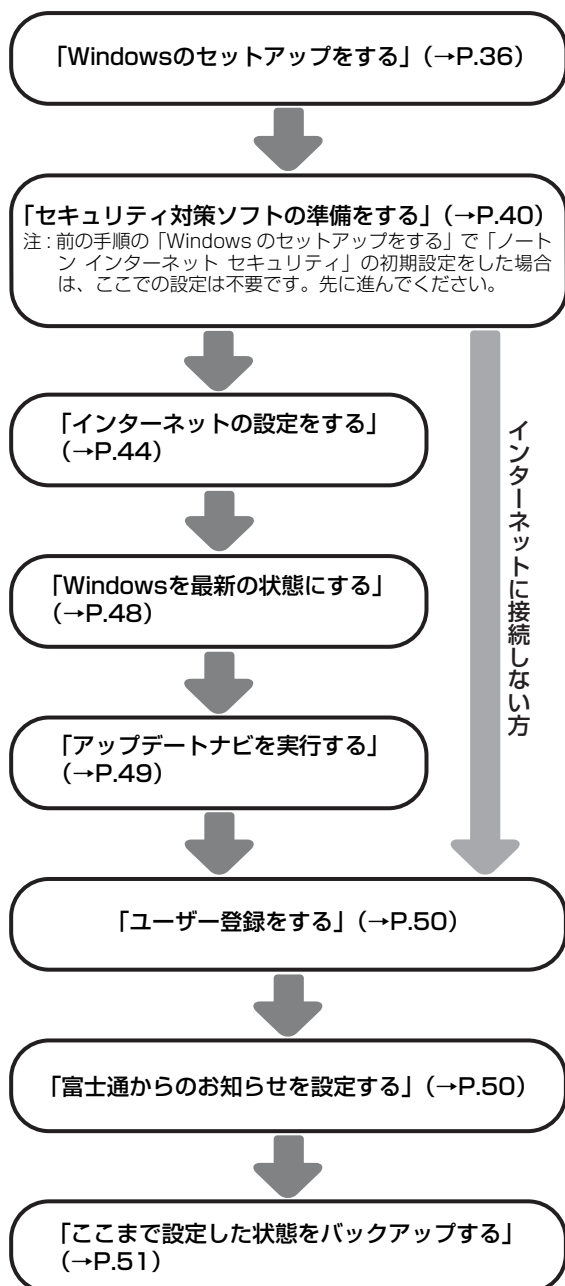 「Windowsのセットアップをする」(→P.36)
「セキュリティ対策ソフトの準備をする」(→P.40)
注:前の手順の「Windows のセットアップをする」で「ノート
ン インターネット セキュリティ」の初期設定をした場合
は、ここでの設定は不要です。先に進んでください。
「インターネットの設定をする」
(→P.44)
「Windowsを最新の状態にする」
(→P.48)
「アップデートナビを実行する」
(→P.49)
インターネットに接続しない方
「ユーザー登録をする」(→P.50)
「富士通からのお知らせを設定する」(→P.50)
「ここまで設定した状態をバックアップする」
(→P.51)